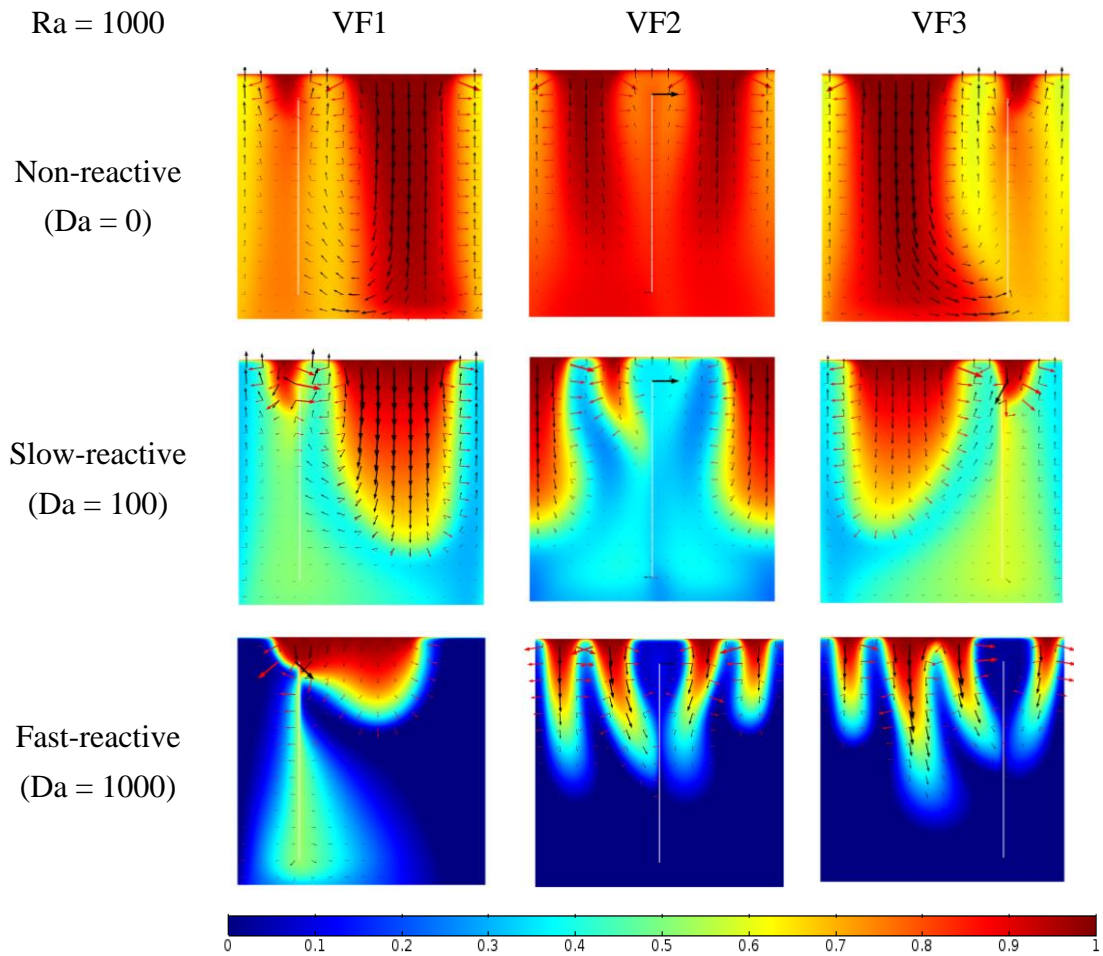 Ra = 1000 VF1 VF2 VF3
Non-reactive
(Da = 0)
Slow-reactive
(Da = 100)
Fast-reactive
(Da = 1000)
0 0.1 0.2 0.3 0.4 0.5 0.6 0.7 0.8 0.9 1